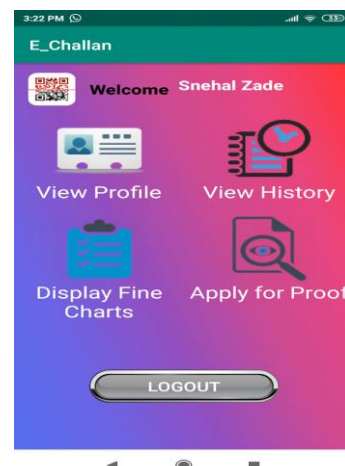 3:22 PM
E_Challan
Welcome Snehal Zade
View Profile
View History
Display Fine
Charts
Apply for Proof
LOGOUT